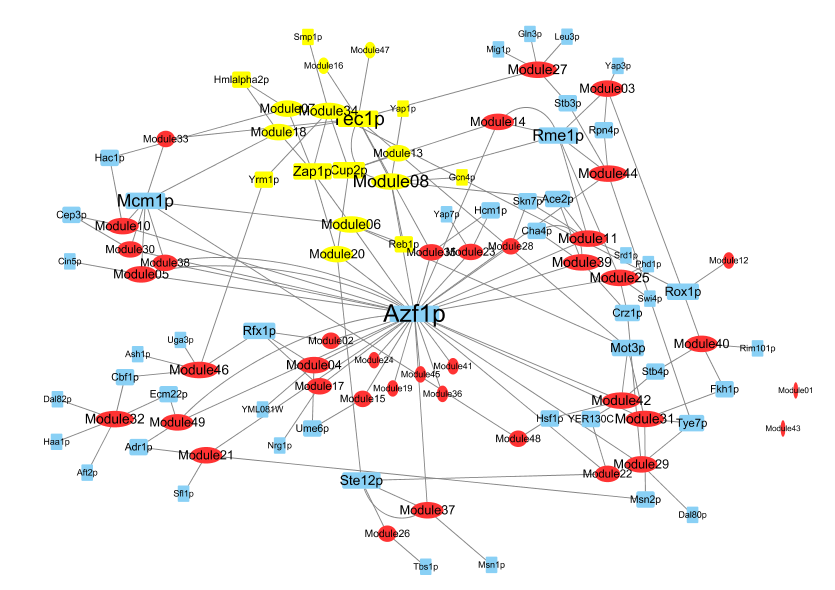 Smp1p
Module47
Gln3p
Leu3p
Mig1p
Module16
Module27
Yap3p
Hmlalpha2p
Module03
Stb3p
Module07
Module34
Yap1p
Tec1p
Module14
Rme1p
Rpn4p
Module18
Module33
Module13
Hac1p
Zap1p
Cup2p
Module08
Gcn4p
Module44
Yrm1p
Mcm1p
Skn7p
Ace2p
Cep3p
Yap7p
Hcm1p
Module10
Module06
Cha4p
Module11
Module30
Reb1p
Module35
Module23
Module28
Module20
Srd1p
Cin5p
Module38
Module39
Phd1p
Module12
Module05
Module25
Rox1p
Swi4p
Azf1p
Crz1p
Rfx1p
Uga3p
Module02
Mot3p
Module40
Rim101p
Ash1p
Module24
Module04
Module41
Module46
Module45
Stb4p
Cbf1p
Module17
Module19
Fkh1p
Module01
Ecm22p
Module36
Dal82p
Module15
Module42
YML081W
Module32
Module49
Hsf1p
YER130C
Module31
Tye7p
Ume6p
Module43
Haa1p
Module48
Adr1p
Nrg1p
Module21
Module29
Aft2p
Module22
Ste12p
Sfl1p
Msn2p
Module37
Dal80p
Module26
Tbs1p
Msn1p